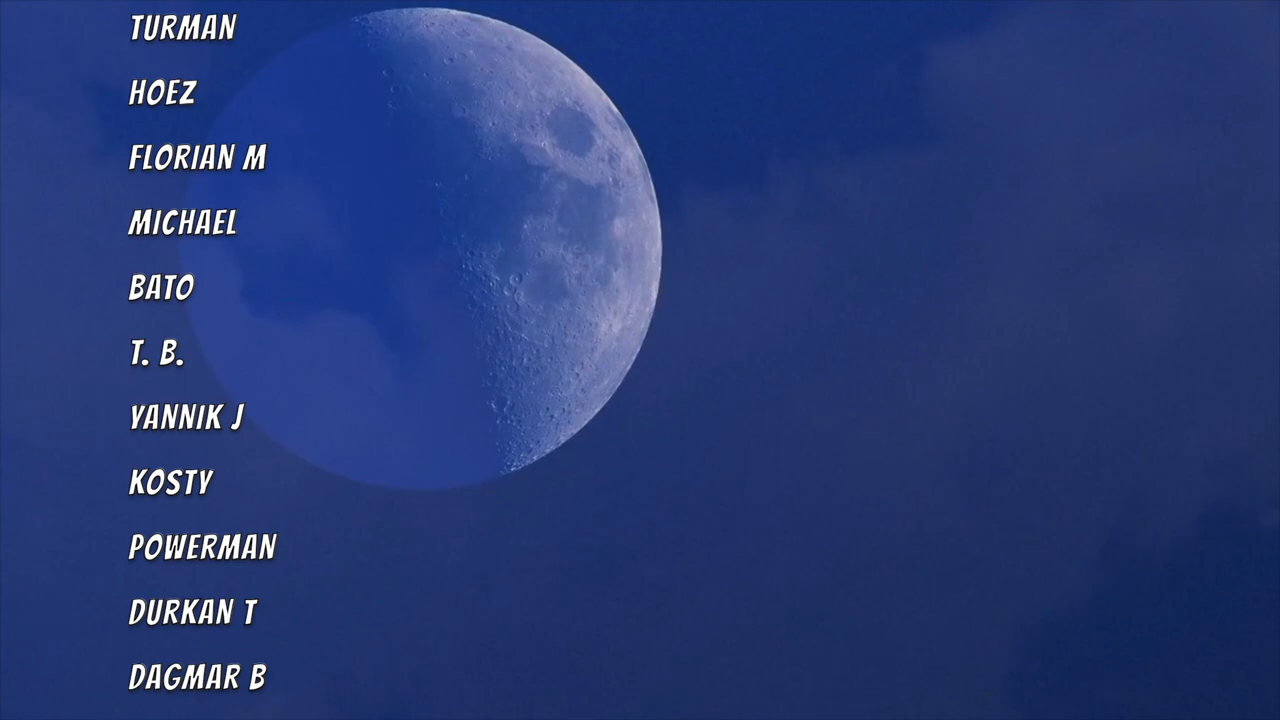 TURMAN
HOEZ
FLORIAN M
MICHAEL
BATO
T. B.
YANNIK J
KOSTY
POWERMAN
DURKAN T
DAGMAR B